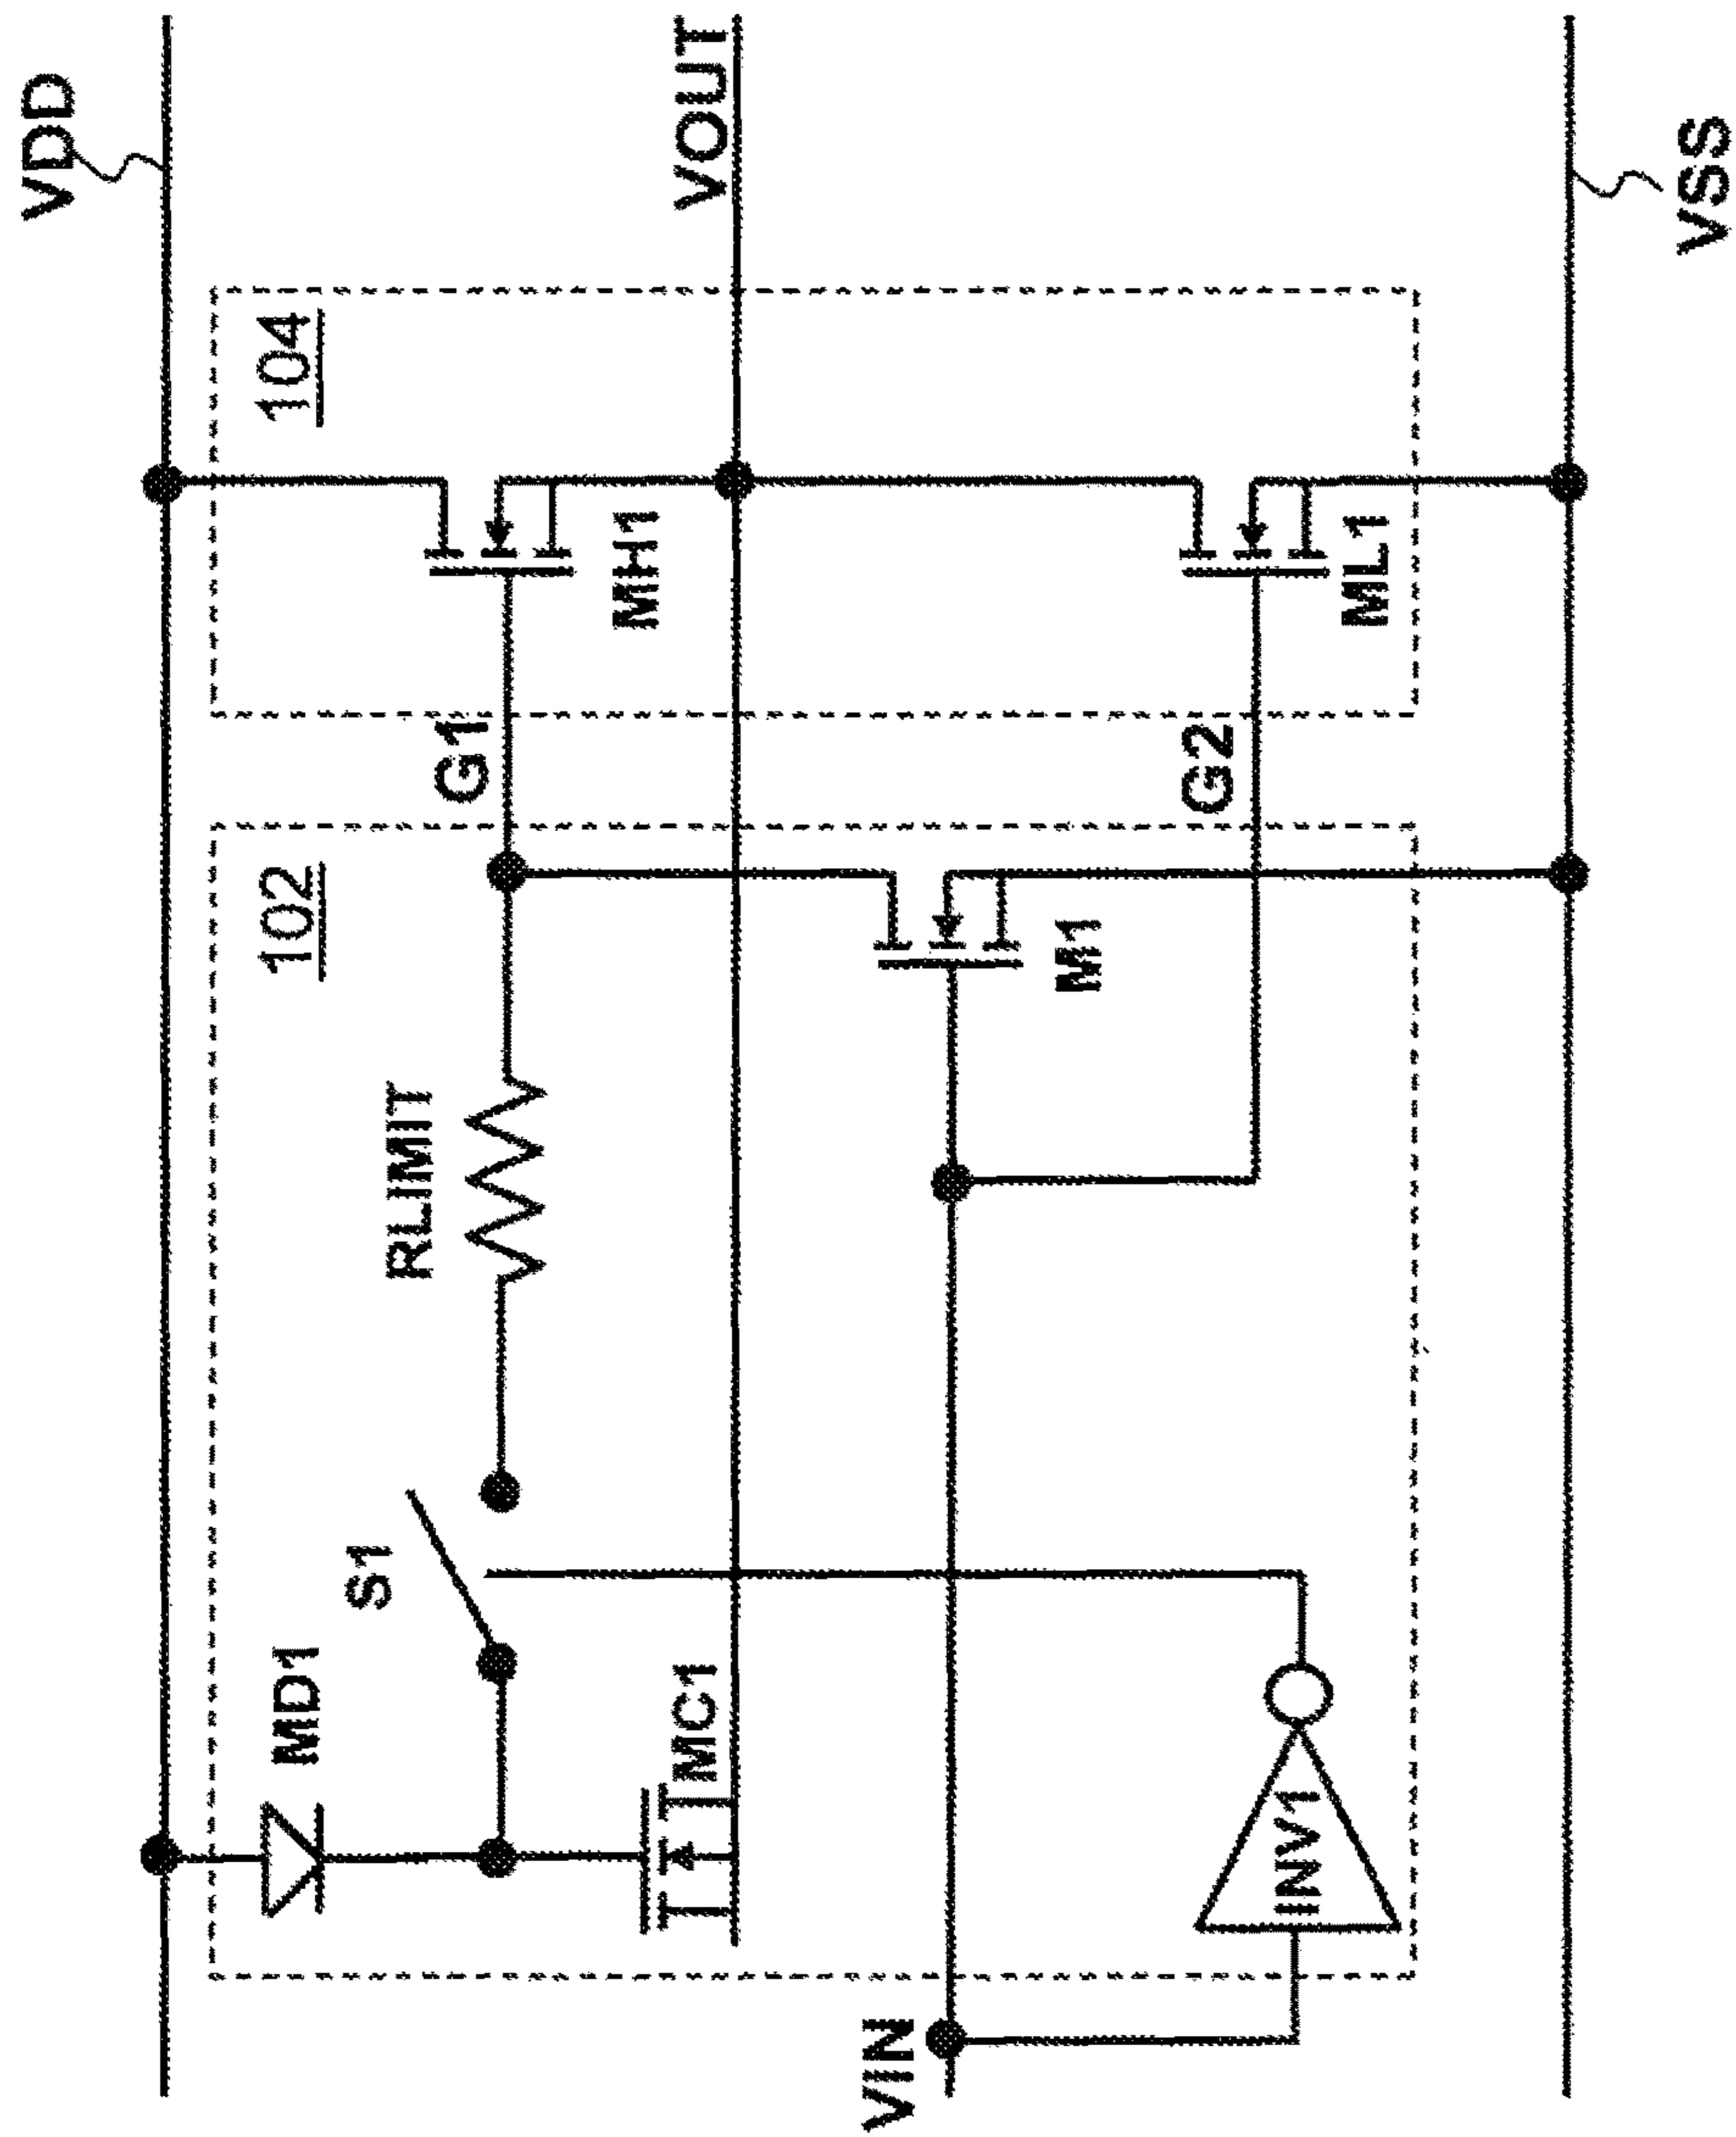 VDD
102
104
MD1
S1
RLIMIT
G1
MH1
MC1
VOUT
VIN
M1
G2
INV1
ML1
VSS